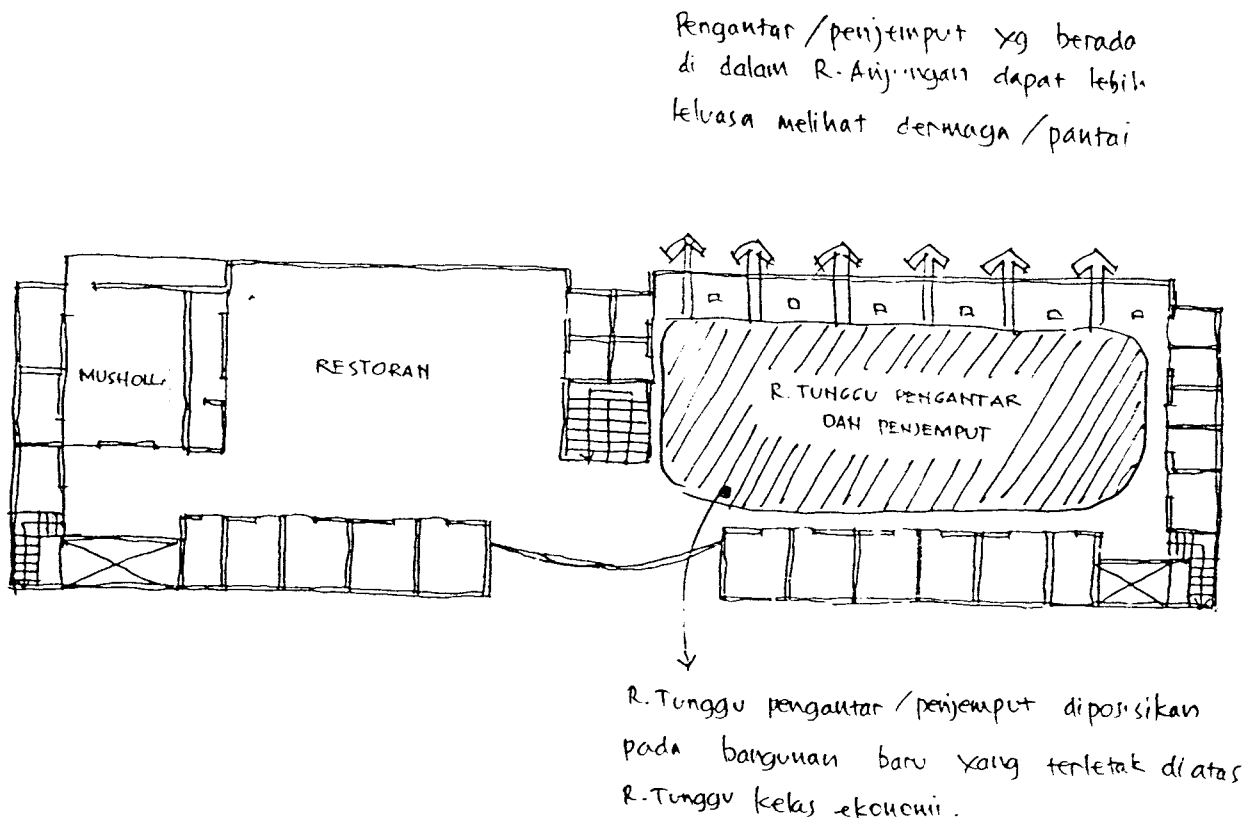 Pengantar / penjemput yg berada
di dalam R. Anjungan dapat lebih
leluasa melihat dermaga / pantai
MUSHOLL
RESTORAN
R. TUNGGU PENGANTAR
DAN PENJEMPUT
R. Tunggu pengantar / penjemput diposisikan
pada bangunan baru yang terletak diatas
R. Tunggu kelas ekonomi.